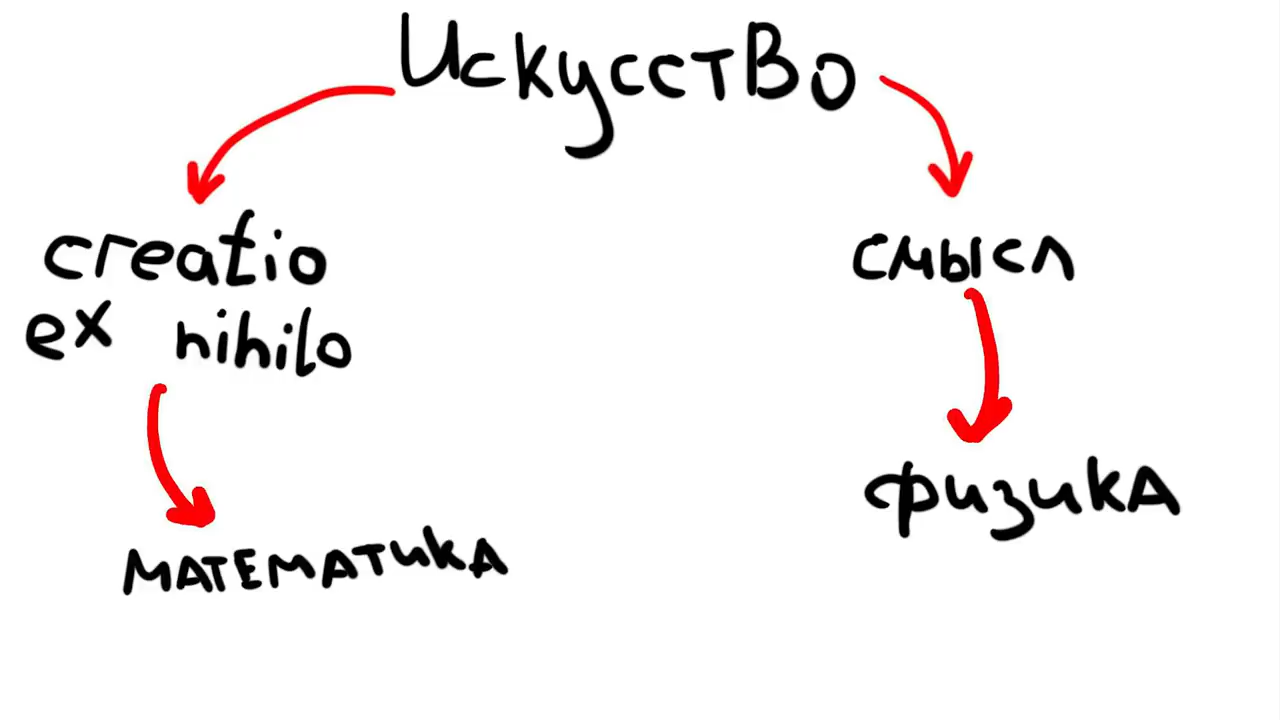 Искусство
creatio
ex nihilo
смысл
математика
физика